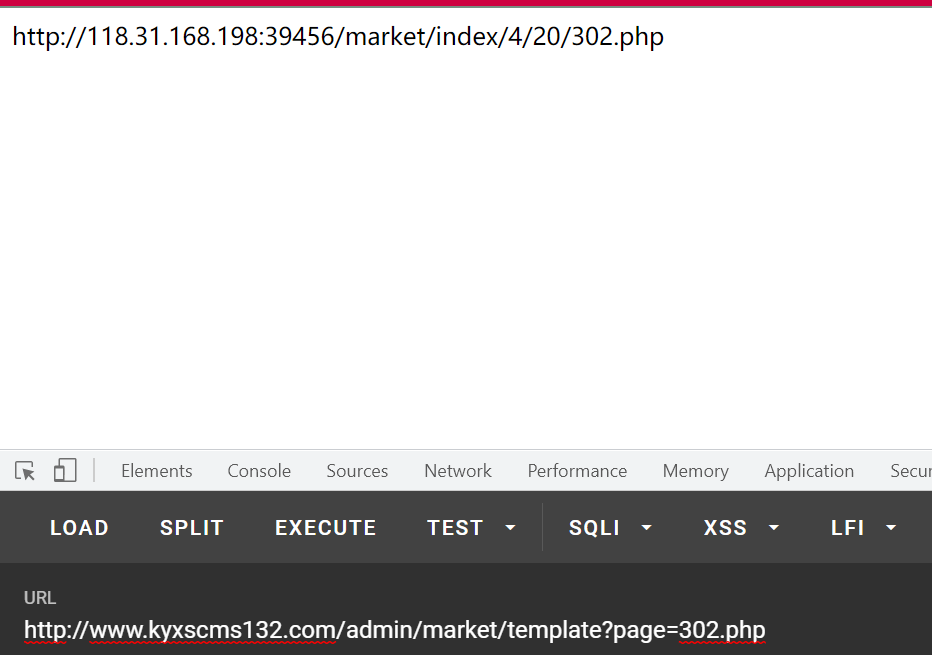 http://118.31.168.198:39456/market/index/4/20/302.php
Elements Console Sources Network Performance Memory Application Secur
LOAD SPLIT EXECUTE TEST SQLI XSS LFI
URL
http://www.kyxscms132.com/admin/market/template?page=302.php